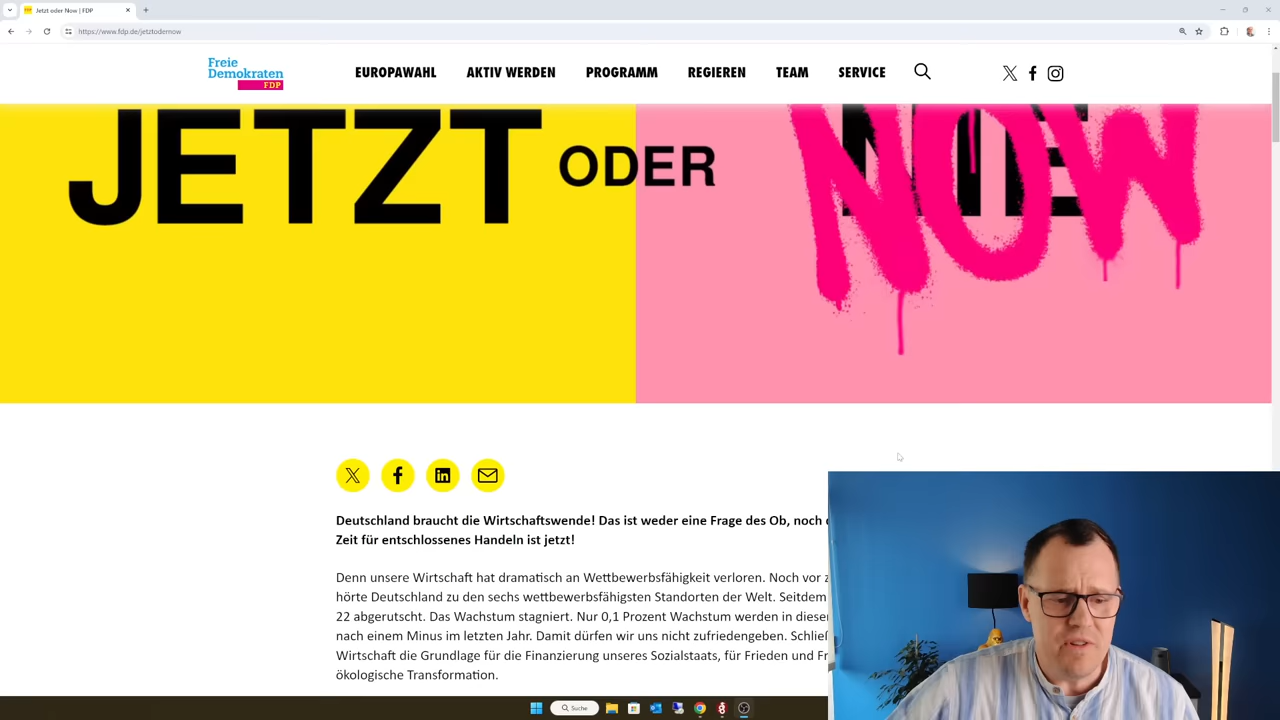 Jetzt oder Now | FDP
https://www.fdp.de/jetztodernow
Freie
Demokraten
FDP
EUROPAWAHL AKTIV WERDEN PROGRAMM REGIEREN TEAM SERVICE
JETZT ODER NIE NOW
Deutschland braucht die Wirtschaftswende! Das ist weder eine Frage des Ob, noch
Zeit für entschlossenes Handeln ist jetzt!
Denn unsere Wirtschaft hat dramatisch an Wettbewerbsfähigkeit verloren. Noch vor
hörte Deutschland zu den sechs wettbewerbsfähigsten Standorten der Welt. Seitdem
22 abgerutscht. Das Wachstum stagniert. Nur 0,1 Prozent Wachstum werden in
nach einem Minus im letzten Jahr. Damit dürfen wir uns nicht zufriedengeben.
Wirtschaft die Grundlage für die Finanzierung unseres Sozialstaats, für Frieden und
ökologische Transformation.
Suche